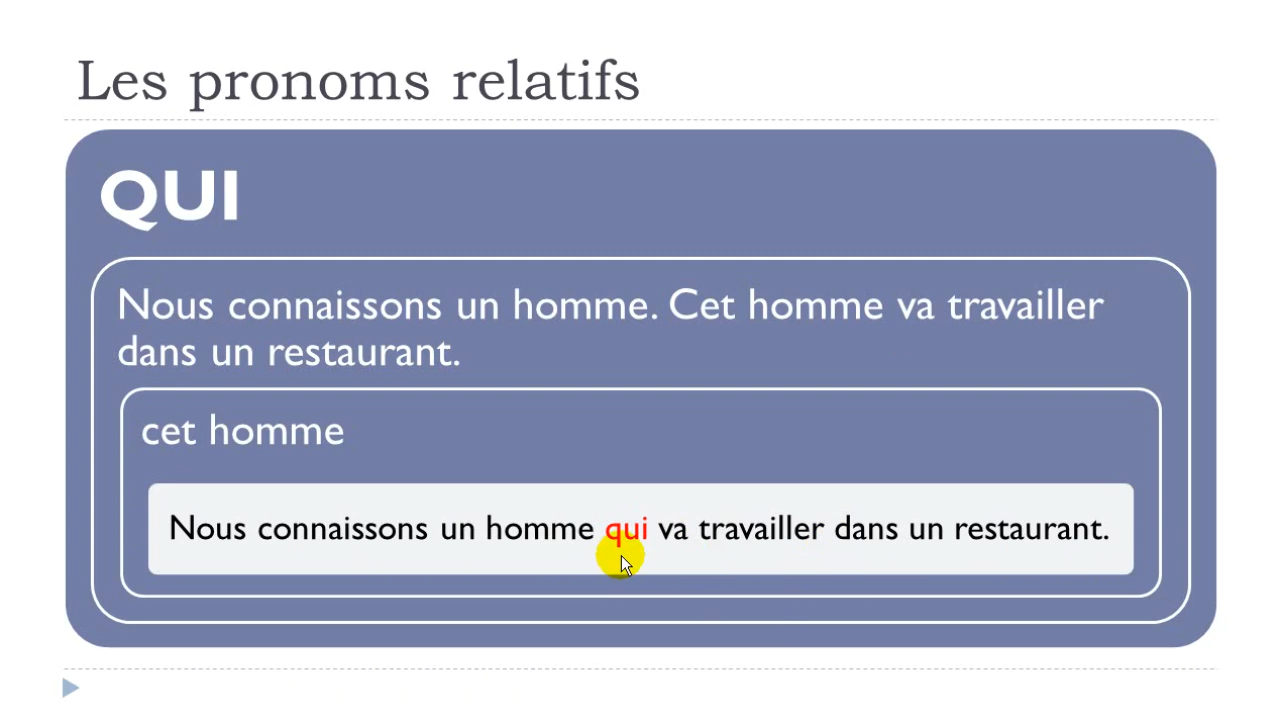 Les pronoms relatifs
QUI
Nous connaissons un homme. Cet homme va travailler
dans un restaurant.
cet homme
Nous connaissons un homme qui va travailler dans un restaurant.